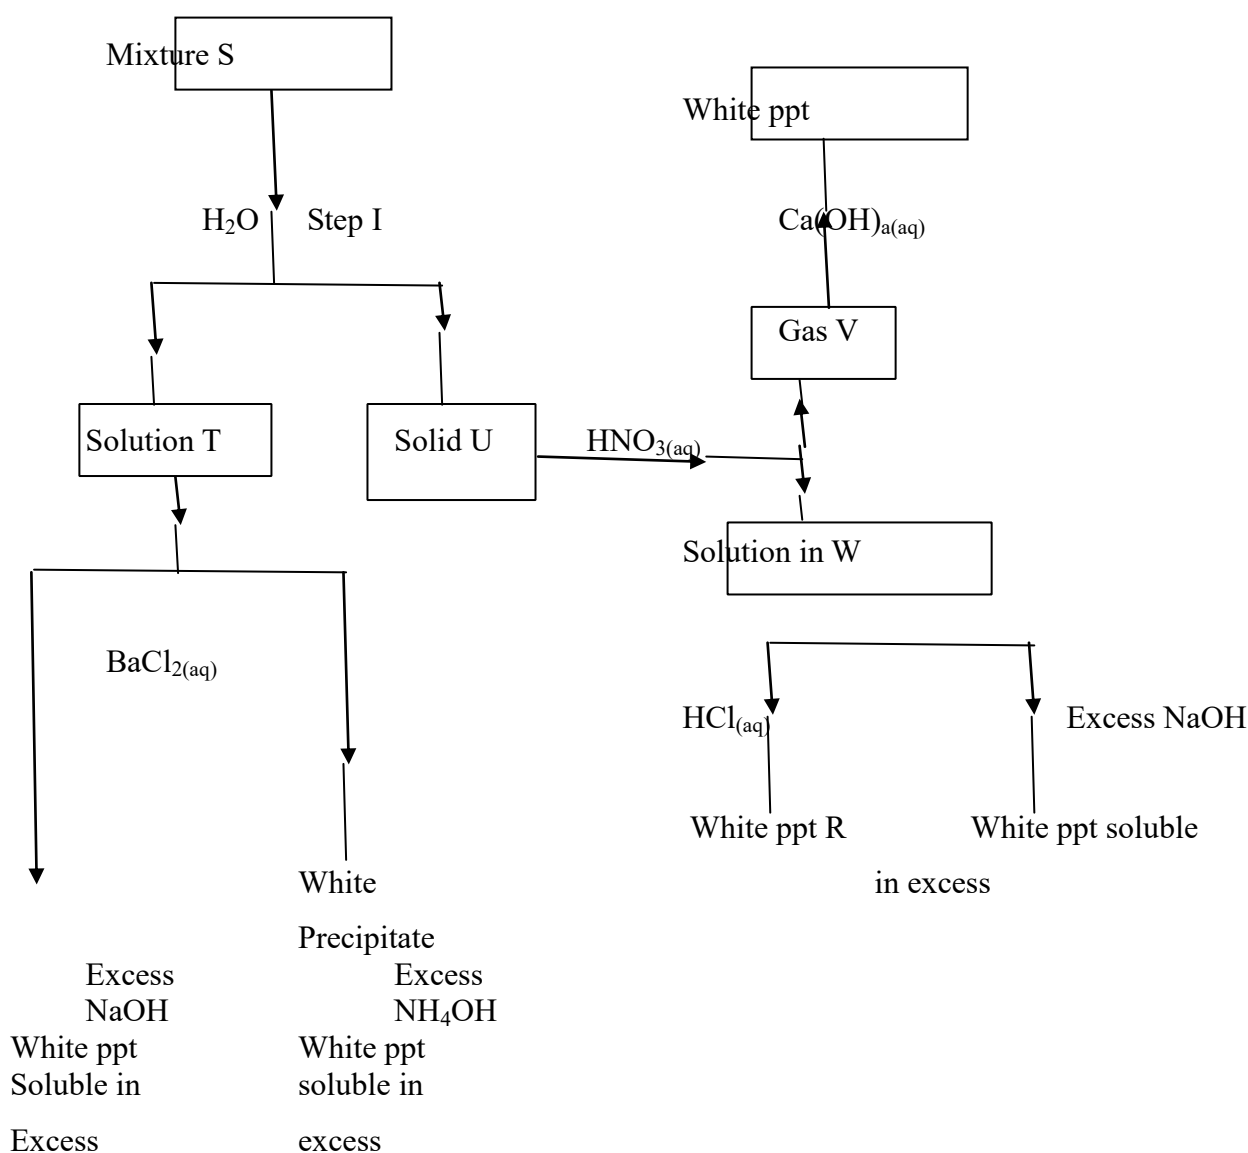 Mixture S
White ppt
H₂O Step I
Ca(OH)ₐ₍ₐq₎
Gas V
Solution T
Solid U
HNO₃₍ₐq₎
Solution in W
BaCl₂₍ₐq₎
HCl₍ₐq₎
Excess NaOH
White ppt R
White ppt soluble
in excess
White
Precipitate
Excess
NaOH
Excess
NH₄OH
White ppt
Soluble in
Excess
White ppt
soluble in
excess